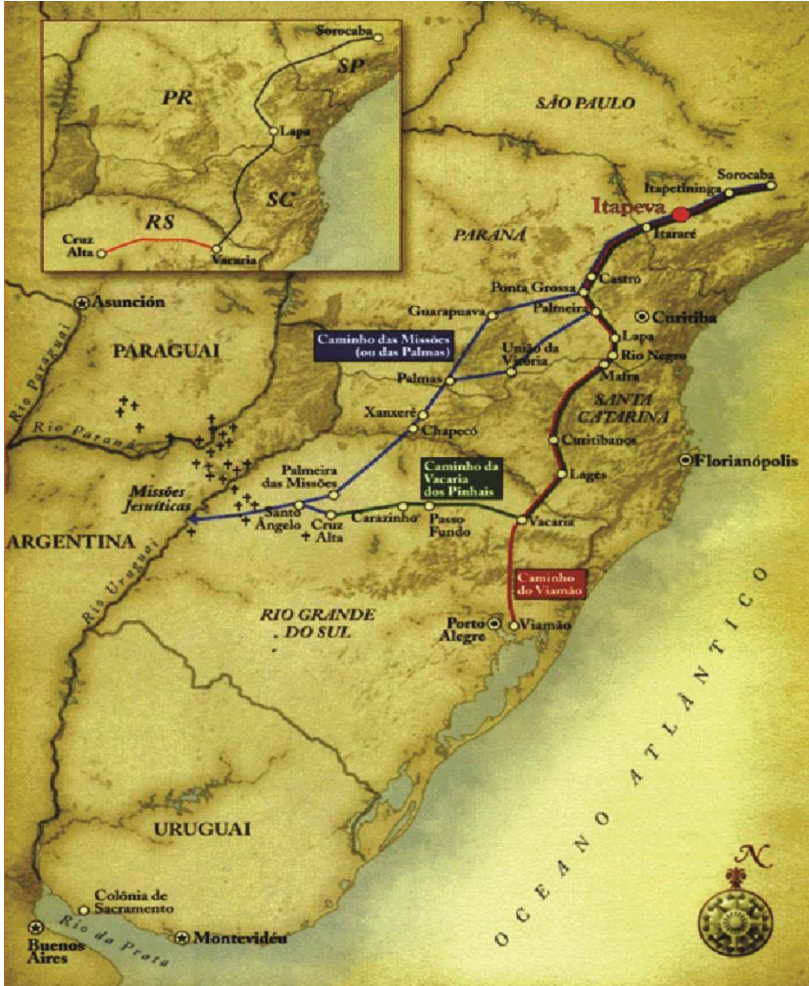 Sorocaba
SP
PR
Lapa
SC
RS
Cruz
Alta
Vacaria
SÃO PAULO
Sorocaba
Itapetininga
Itapeva
Itararé
PARANÁ
Castro
Ponta Grossa
Palmeira
Guarapuava
Curitiba
Asunción
PARAGUAI
Rio Paraguai
Rio Paraná
Caminho das Missões
(ou das Palmas)
União da
Vitória
Lapa
Rio Negro
Mafra
Palmas
SANTA
CATARINA
Xanxerê
Chapecó
Curitibanos
Florianópolis
Lages
Caminho da
Vacaria
dos Pinhais
Palmeira
das Missões
Missões
Jesuíticas
Santo
Ângelo
Cruz
Alta
Carazinho
Passo
Fundo
Vacaria
ARGENTINA
Rio Uruguai
Caminho
do Viamão
RIO GRANDE
DO SUL
Porto
Alegre
Viamão
OCEANO ATLÂNTICO
URUGUAI
N
Colônia de
Sacramento
Rio da Prata
Buenos
Aires
Montevidéu